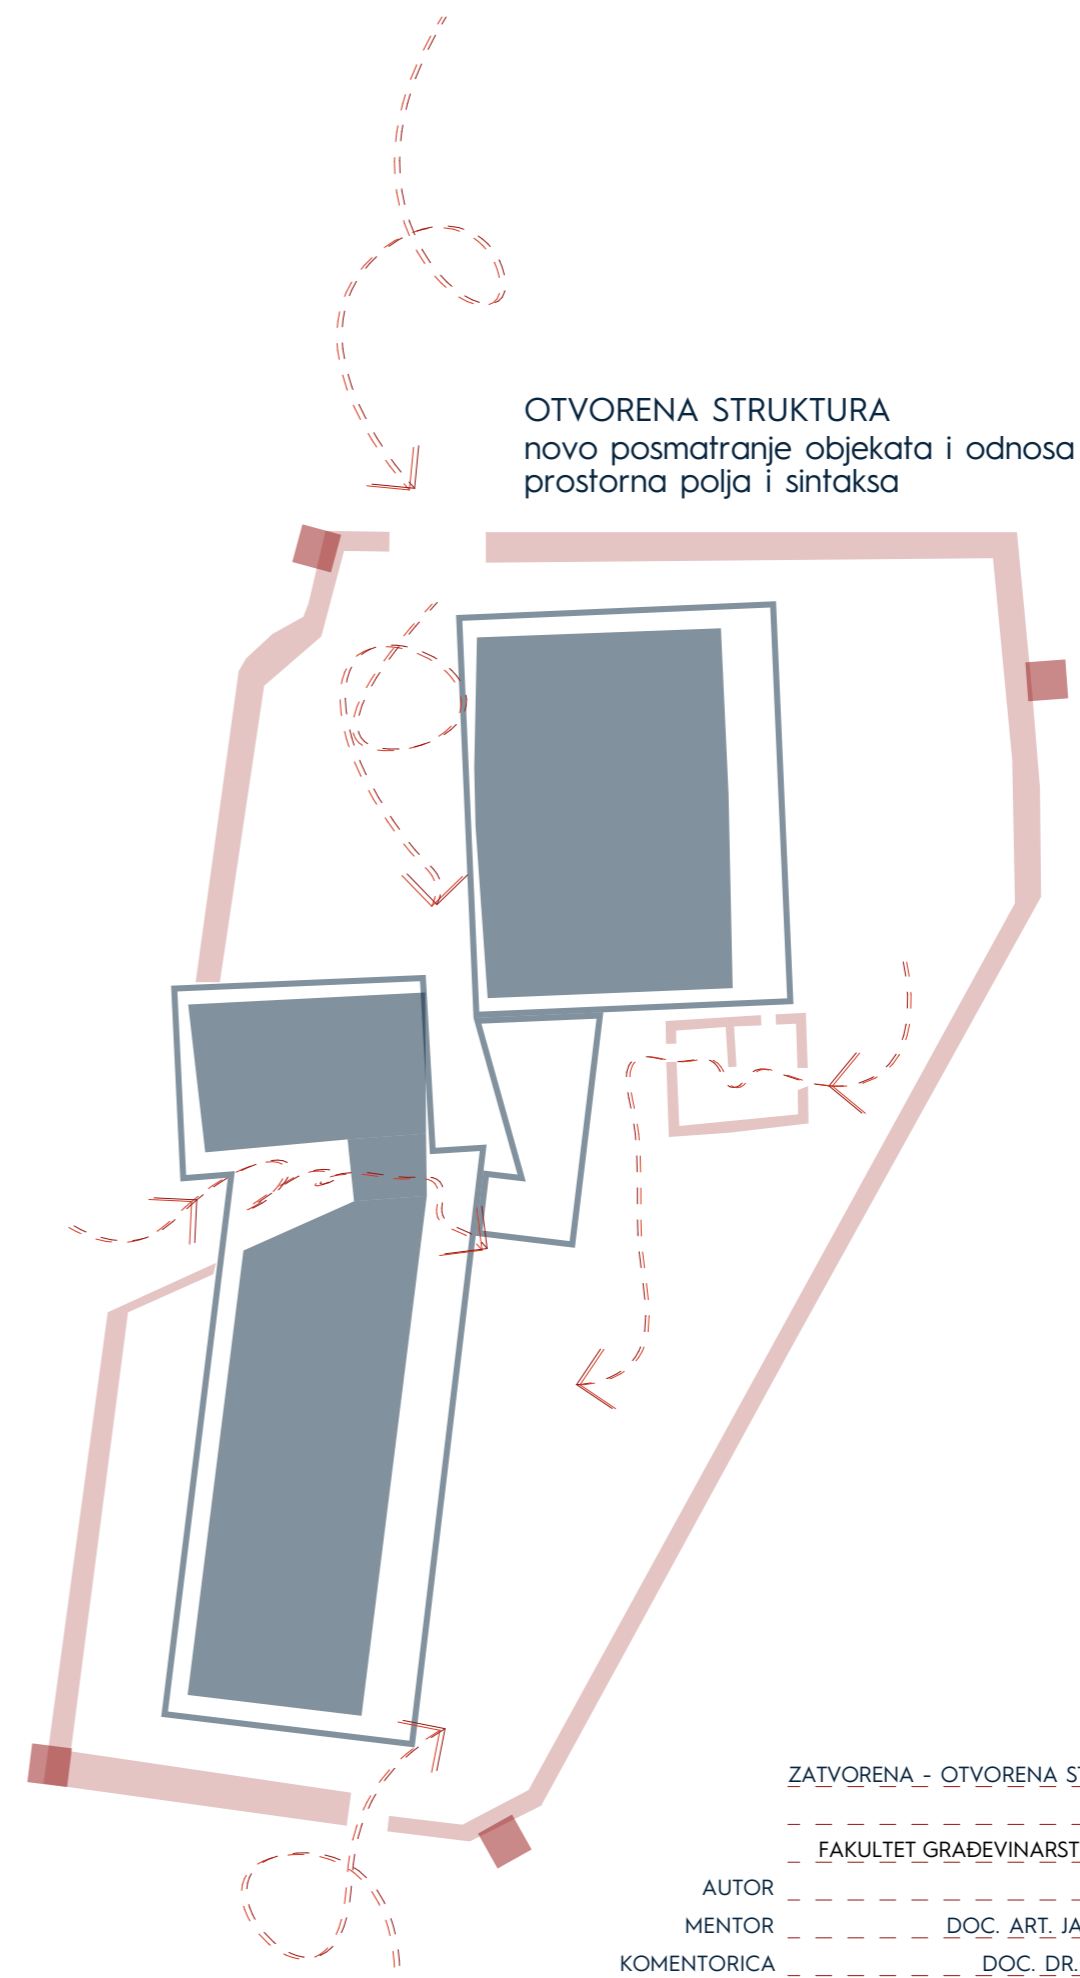 OTVORENA STRUKTURA
novo posmatranje objekata i odnosa
prostorna polja i sintaksa
ZATVORENA - OTVORENA
FAKULTET
AUTOR
MENTOR DOC. ART.
KOMENTORICA DOC. DR.